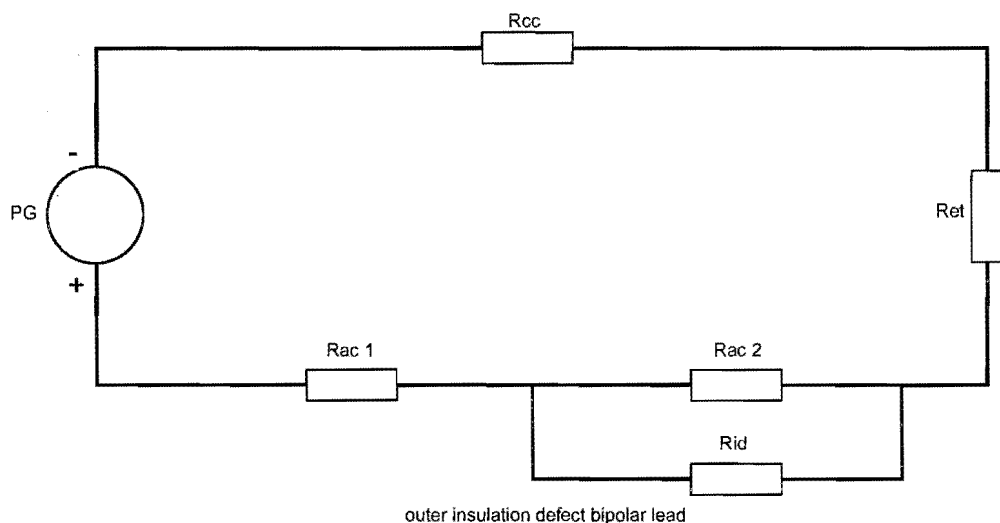 Rcc
-
PG
Ret
+
Rac 1
Rac 2
Rid
outer insulation defect bipolar lead